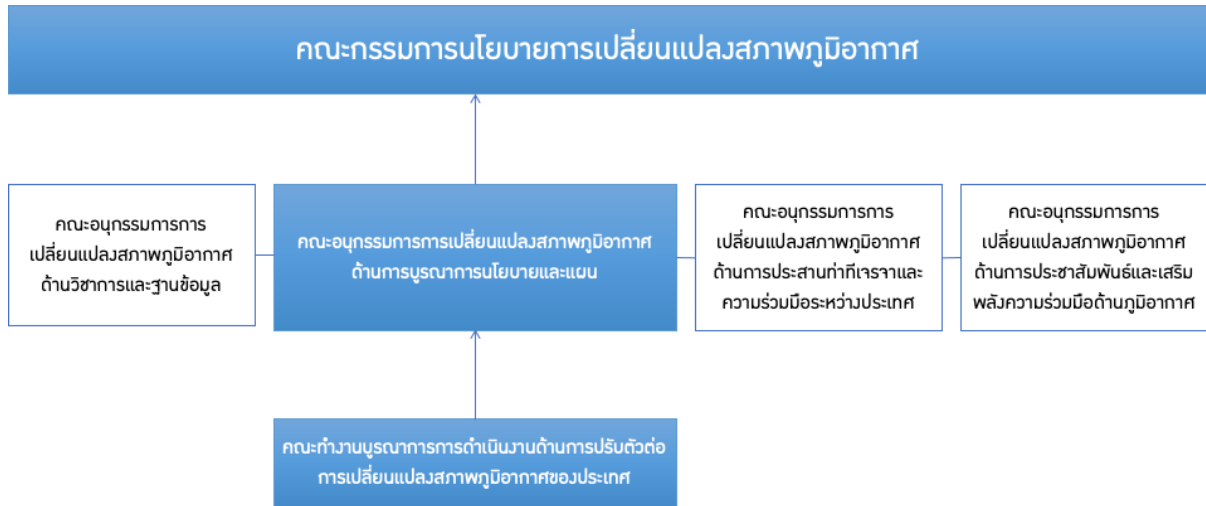 คณะกรรมการนโยบายการเปลี่ยนแปลงสภาพภูมิอากาศ
คณะอนุกรรมการการ
เปลี่ยนแปลงสภาพภูมิอากาศ
ด้านวิชาการและฐานข้อมูล
คณะอนุกรรมการการเปลี่ยนแปลงสภาพภูมิอากาศ
ด้านการบูรณาการนโยบายและแผน
คณะอนุกรรมการการ
เปลี่ยนแปลงสภาพภูมิอากาศ
ด้านการประสานท่าทีเจรจาและ
ความร่วมมือระหว่างประเทศ
คณะอนุกรรมการการ
เปลี่ยนแปลงสภาพภูมิอากาศ
ด้านการประชาสัมพันธ์และเสริม
พลังความร่วมมือด้านภูมิอากาศ
คณะทำงานบูรณาการการดำเนินงานด้านการปรับตัวต่อ
การเปลี่ยนแปลงสภาพภูมิอากาศของประเทศ